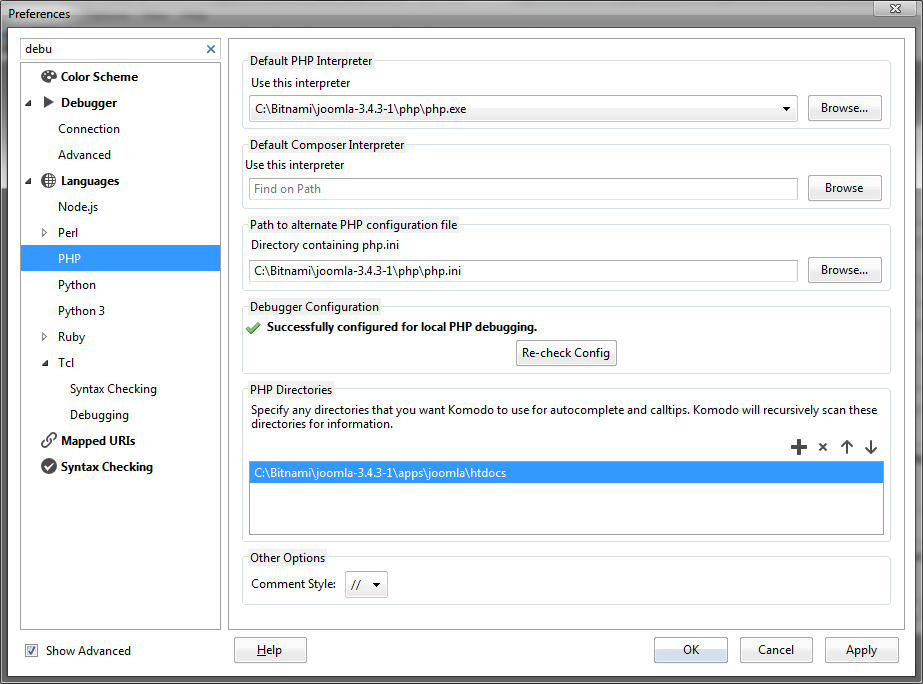 Preferences
debu
Color Scheme
Debugger
Connection
Advanced
Languages
Node.js
Perl
PHP
Python
Python 3
Ruby
Tcl
Syntax Checking
Debugging
Mapped URIs
Syntax Checking
Default PHP Interpreter
Use this interpreter
C:\Bitnami\joomla-3.4.3-1\php\php.exe
Browse...
Default Composer Interpreter
Use this interpreter
Find on Path
Browse
Path to alternate PHP configuration file
Directory containing php.ini
C:\Bitnami\joomla-3.4.3-1\php\php.ini
Browse...
Debugger Configuration
Successfully configured for local PHP debugging.
Re-check Config
PHP Directories
Specify any directories that you want Komodo to use for autocomplete and calltips. Komodo will recursively scan these
directories for information.
C:\Bitnami\joomla-3.4.3-1\apps\joomla\htdocs
Other Options
Comment Style: //
Show Advanced
Help
OK
Cancel
Apply